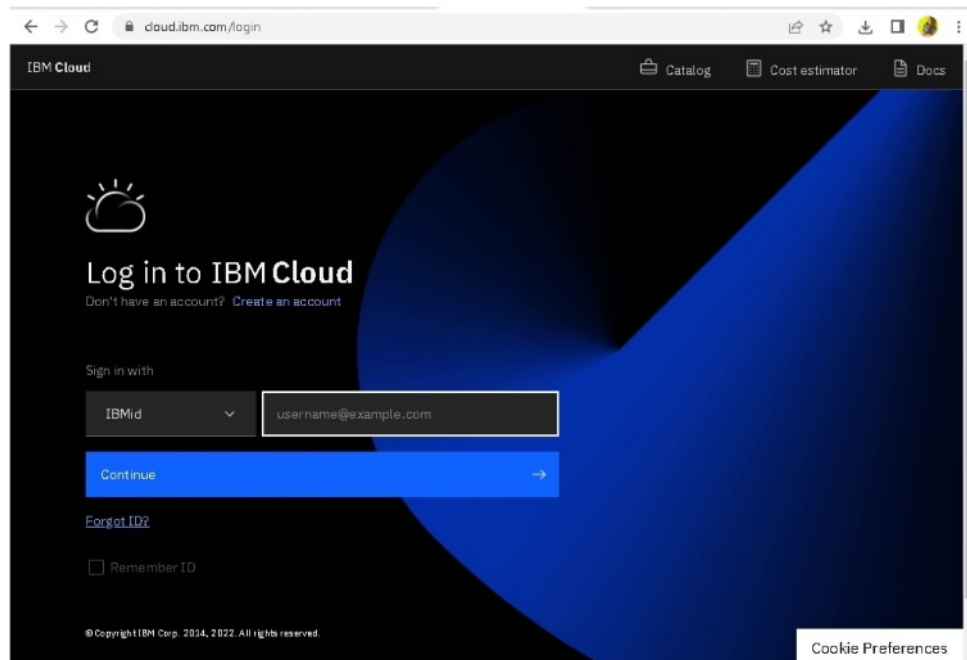 cloud.ibm.com/login
IBM Cloud
Catalog
Cost estimator
Docs
Log in to IBM Cloud
Don't have an account? Create an account
Sign in with
IBMid
username@example.com
Continue
Forgot ID?
Remember ID
© Copyright IBM Corp. 2014, 2022. All rights reserved.
Cookie Preferences